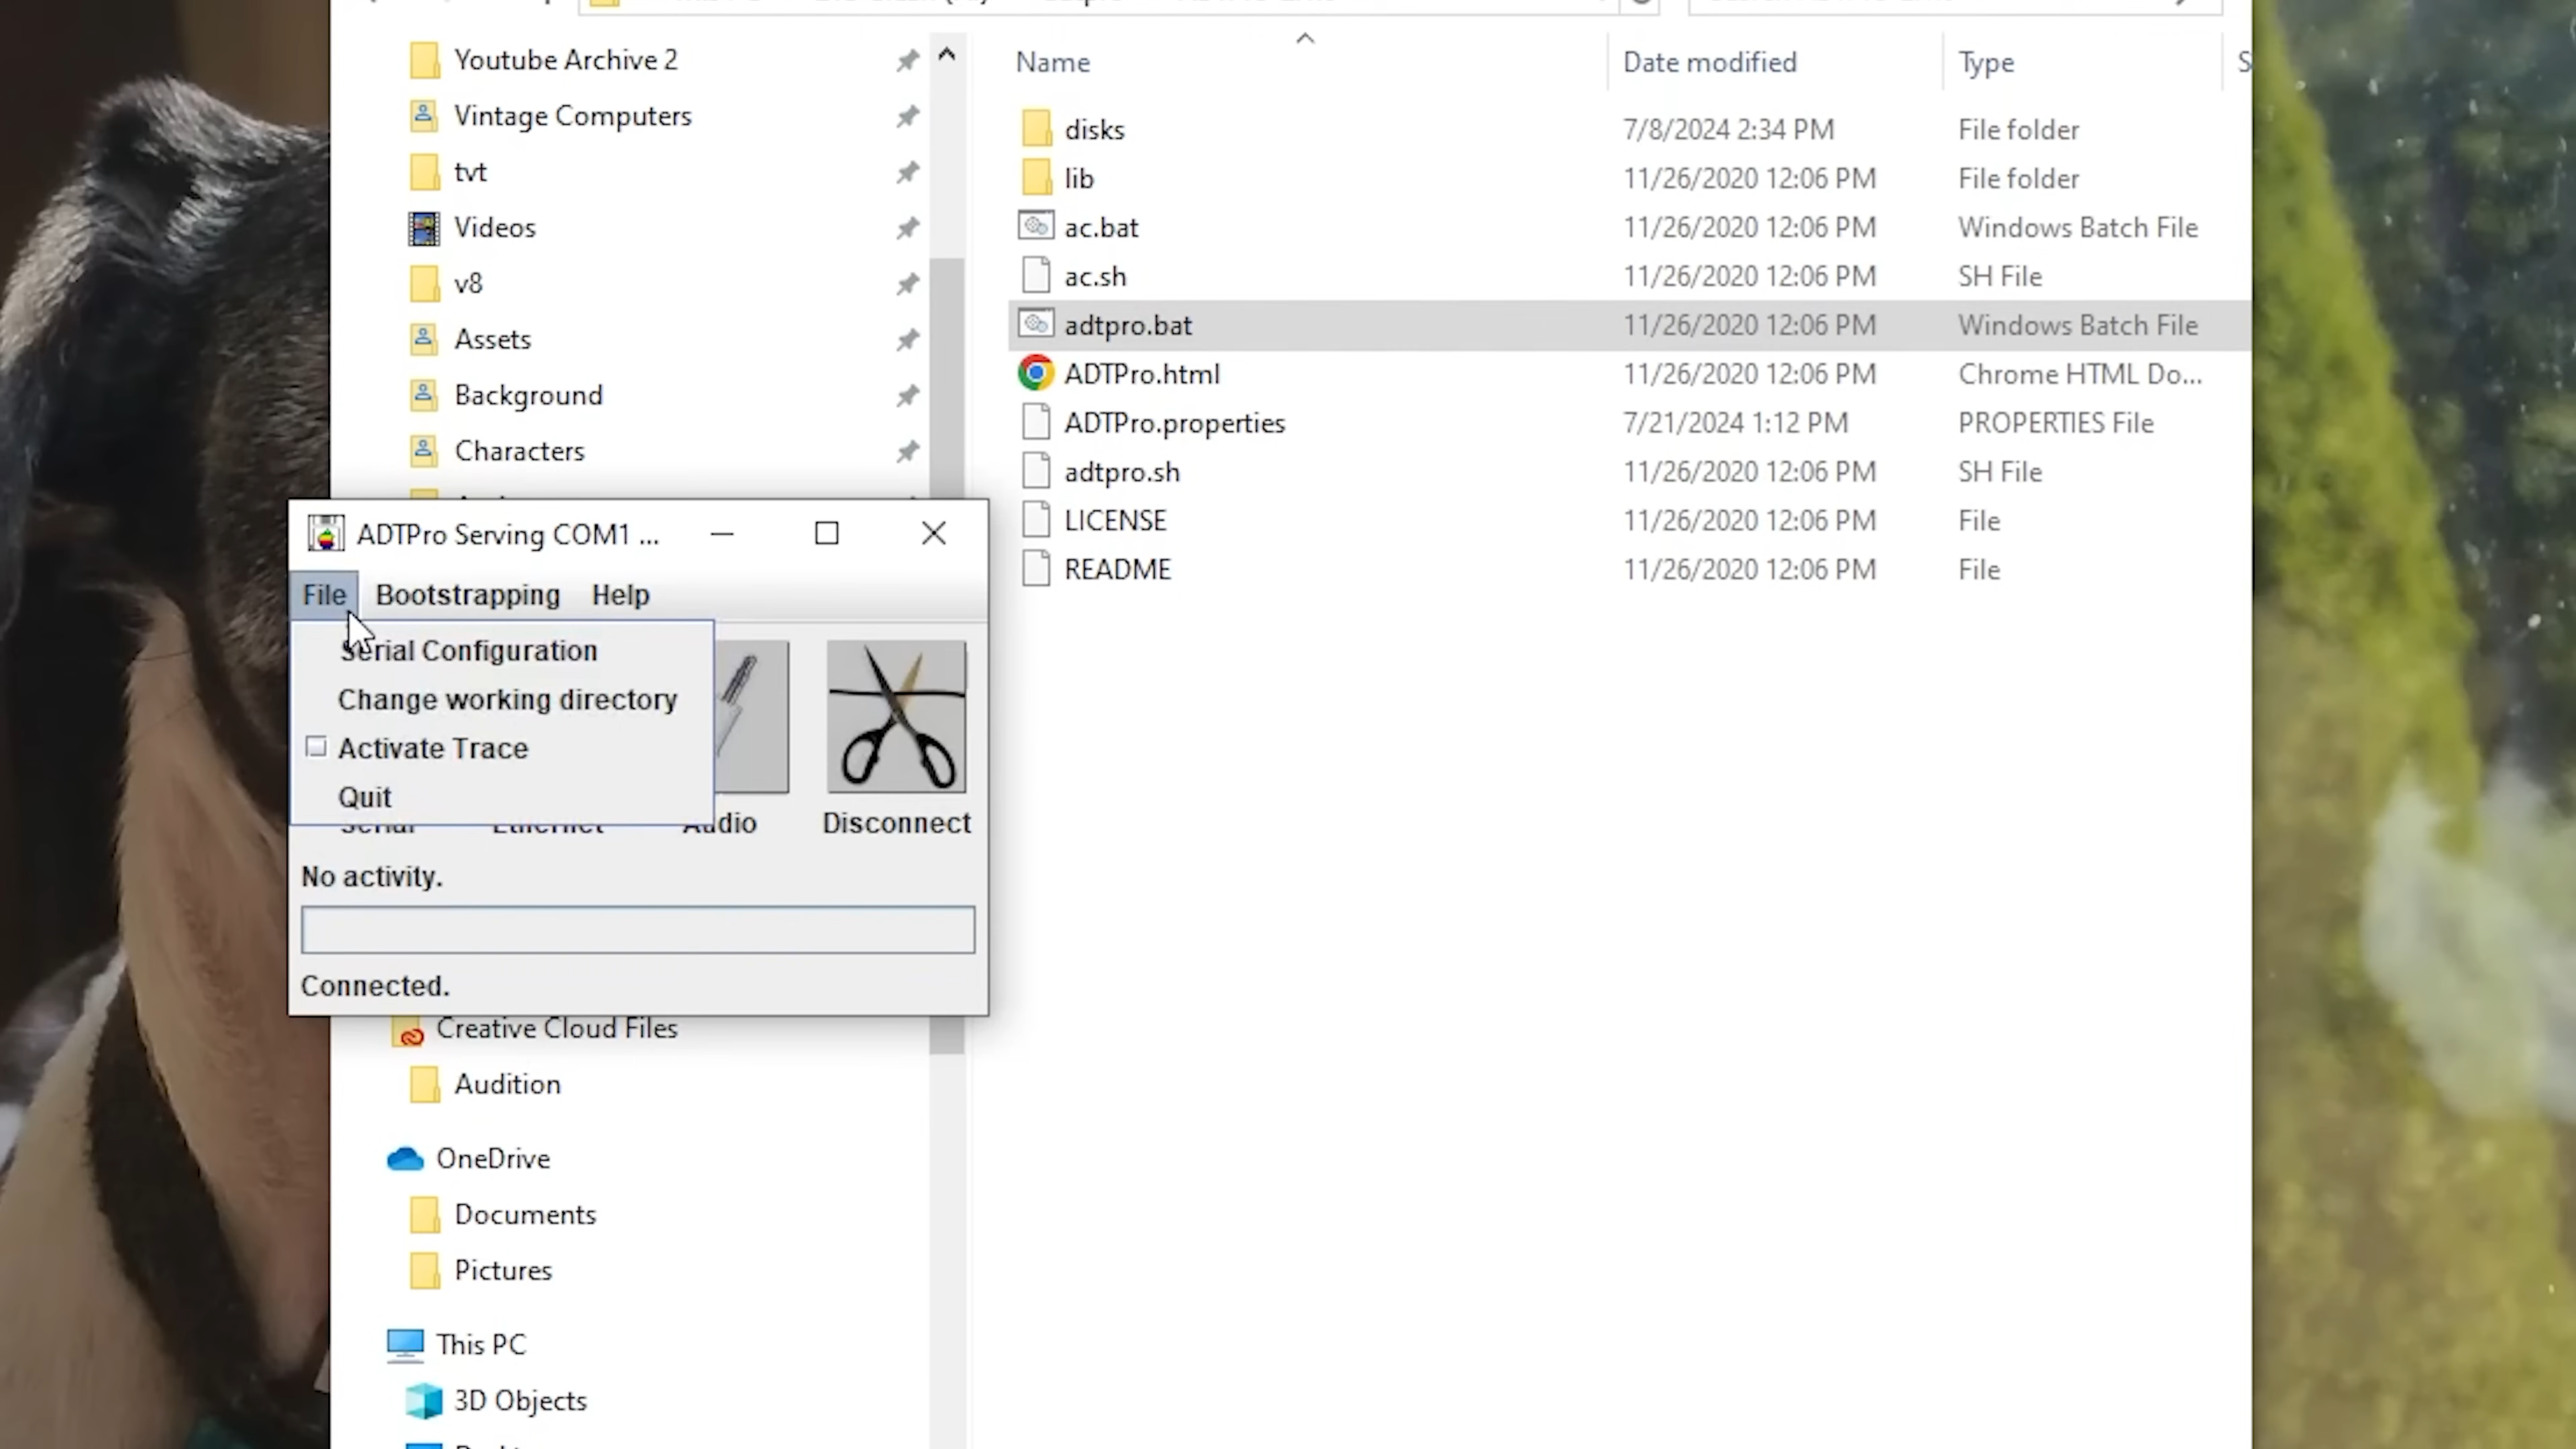 Youtube Archive 2
Vintage Computers
tvt
Videos
v8
Assets
Background
Characters
Name
Date modified
Type
S
disks
7/8/2024 2:34 PM
File folder
lib
11/26/2020 12:06 PM
File folder
ac.bat
11/26/2020 12:06 PM
Windows Batch File
ac.sh
11/26/2020 12:06 PM
SH File
adtpro.bat
11/26/2020 12:06 PM
Windows Batch File
ADTPro.html
11/26/2020 12:06 PM
Chrome HTML Do...
ADTPro.properties
7/21/2024 1:12 PM
PROPERTIES File
adtpro.sh
11/26/2020 12:06 PM
SH File
LICENSE
11/26/2020 12:06 PM
File
README
11/26/2020 12:06 PM
File
ADTPro Serving COM1 ...
File Bootstrapping Help
Serial Configuration
Change working directory
Activate Trace
Quit
Serial Ethernet Audio Disconnect
No activity.
Connected.
Creative Cloud Files
Audition
OneDrive
Documents
Pictures
This PC
3D Objects